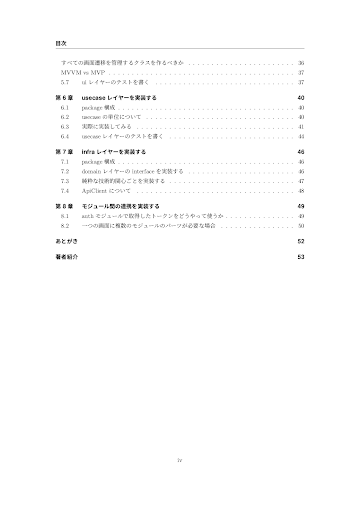 目次
すべての画面遷移を管理するクラスを作るべきか . . . . . . . . . . . . . . . . . . . . . . 36
MVVM vs MVP . . . . . . . . . . . . . . . . . . . . . . . . . . . . . . . . . . . . . . . 37
5.7 ui レイヤーのテストを書く . . . . . . . . . . . . . . . . . . . . . . . . . . . . . 37
第 6 章 usecase レイヤーを実装する 40
6.1 package 構成 . . . . . . . . . . . . . . . . . . . . . . . . . . . . . . . . . . . . 40
6.2 usecase の単位について . . . . . . . . . . . . . . . . . . . . . . . . . . . . . . . 40
6.3 実際に実装してみる . . . . . . . . . . . . . . . . . . . . . . . . . . . . . . . . . 41
6.4 usecase レイヤーのテストを書く . . . . . . . . . . . . . . . . . . . . . . . . . . 44
第 7 章 infra レイヤーを実装する 46
7.1 package 構成 . . . . . . . . . . . . . . . . . . . . . . . . . . . . . . . . . . . . 46
7.2 domain レイヤーの interface を実装する . . . . . . . . . . . . . . . . . . . . . . 46
7.3 純粋な技術的関心ごとを実装する . . . . . . . . . . . . . . . . . . . . . . . . . . 47
7.4 ApiClient について . . . . . . . . . . . . . . . . . . . . . . . . . . . . . . . . . 48
第 8 章 モジュール間の連携を実装する 49
8.1 auth モジュールで取得したトークンをどうやって使うか . . . . . . . . . . . . . . 49
8.2 一つの画面に複数のモジュールのパーツが必要な場合 . . . . . . . . . . . . . . . 50
あとがき 52
著者紹介 53
iv